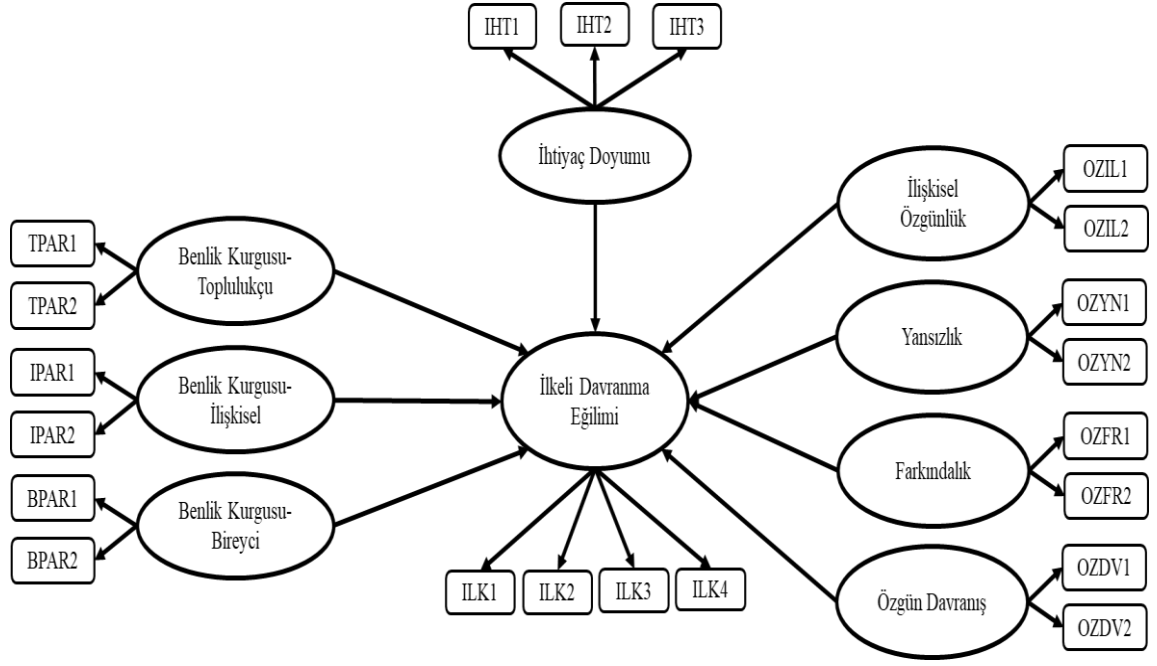 IHT1
IHT2
IHT3
İhtiyaç Doyumu
TPAR1
TPAR2
Benlik Kurgusu-
Toplulukçu
IPAR1
IPAR2
Benlik Kurgusu-
İlişkisel
BPAR1
BPAR2
Benlik Kurgusu-
Bireyci
İlkeli Davranma
Eğilimi
ILK1
ILK2
ILK3
ILK4
İlişkisel
Özgünlük
OZIL1
OZIL2
Yansızlık
OZYN1
OZYN2
Farkındalık
OZFR1
OZFR2
Özgün Davranış
OZDV1
OZDV2